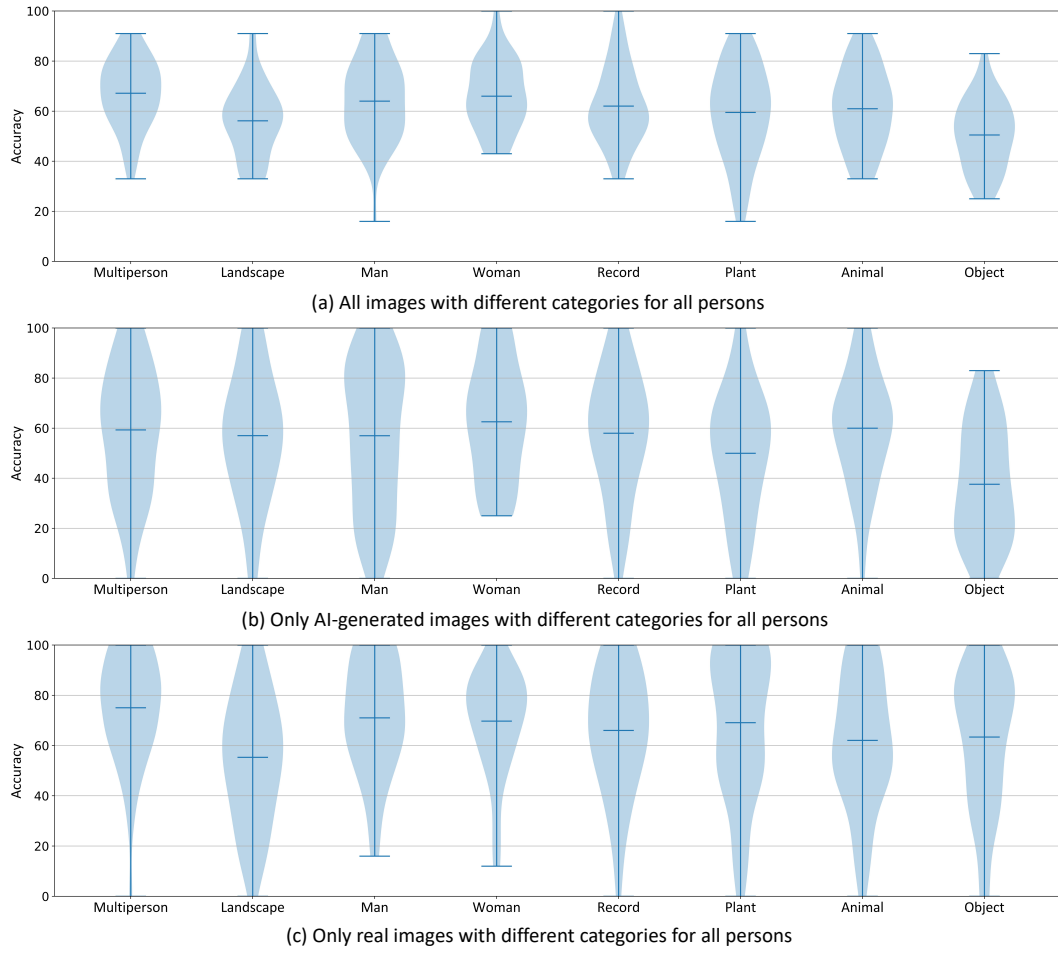 100
80
60
40
20
0
Accuracy
Multiperson Landscape Man Woman Record Plant Animal Object
(a) All images with different categories for all persons
100
80
60
40
20
0
Accuracy
Multiperson Landscape Man Woman Record Plant Animal Object
(b) Only AI-generated images with different categories for all persons
100
80
60
40
20
0
Accuracy
Multiperson Landscape Man Woman Record Plant Animal Object
(c) Only real images with different categories for all persons